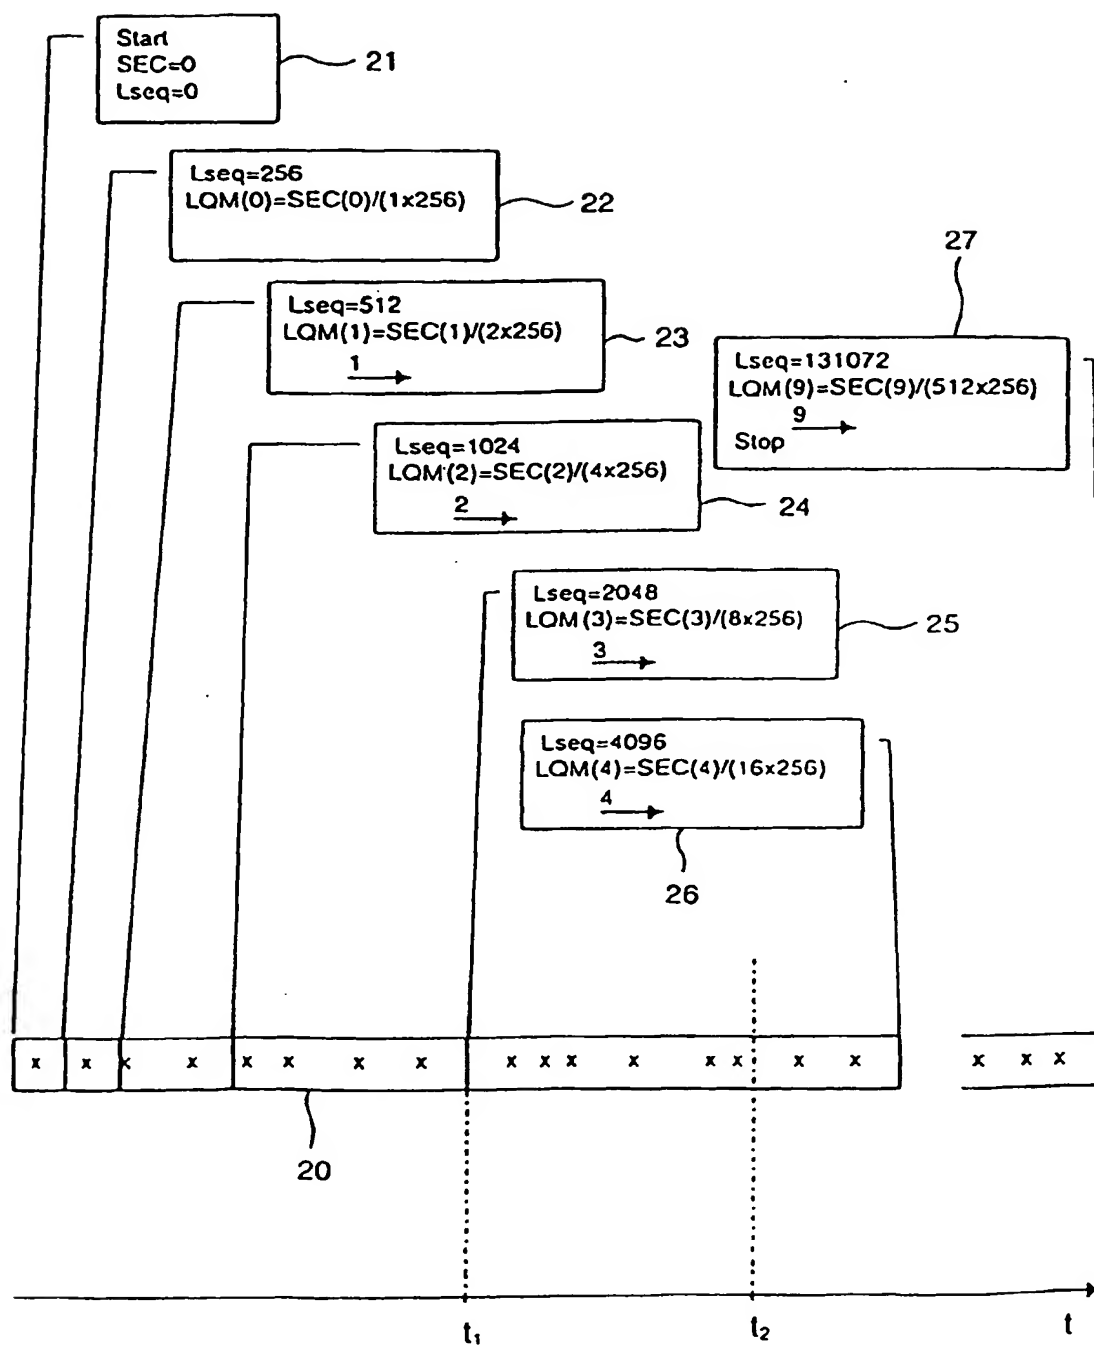 Start
SEC=0
Lseq=0
21
Lseq=256
LQM(0)=SEC(0)/(1x256)
22
Lseq=512
LQM(1)=SEC(1)/(2x256)
1
23
27
Lseq=131072
LQM(9)=SEC(9)/(512x256)
9
Stop
Lseq=1024
LQM(2)=SEC(2)/(4x256)
2
24
Lseq=2048
LQM(3)=SEC(3)/(8x256)
3
25
Lseq=4096
LQM(4)=SEC(4)/(16x256)
4
26
x x x x x x x x x x x x x x x x x x x
20
t₁ t₂ t